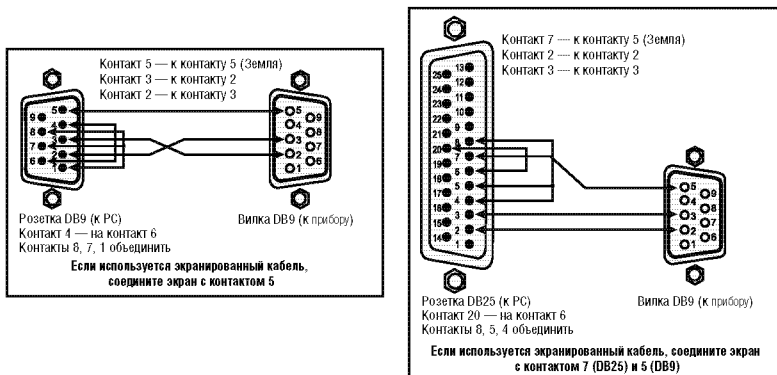 Контакт 5 — к контакту 5 (Земля)
Контакт 3 — к контакту 2
Контакт 2 — к контакту 3
5
4
3
2
1
9
8
7
6
5
4
3
2
1
9
8
7
6
Розетка DB9 (к PC)
Контакт 4 — на контакт 6
Контакты 8, 7, 1 объединить
Вилка DB9 (к прибору)
Если используется экранированный кабель,
соедините экран с контактом 5
Контакт 7 — к контакту 5 (Земля)
Контакт 2 — к контакту 2
Контакт 3 — к контакту 3
25
24
23
22
21
20
19
18
17
16
15
14
13
12
11
10
9
8
7
6
5
4
3
2
1
5
4
3
2
1
9
8
7
6
Розетка DB25 (к PC)
Контакт 20 — на контакт 6
Контакты 8, 5, 4 объединить
Вилка DB9 (к прибору)
Если используется экранированный кабель, соедините экран
с контактом 7 (DB25) и 5 (DB9)